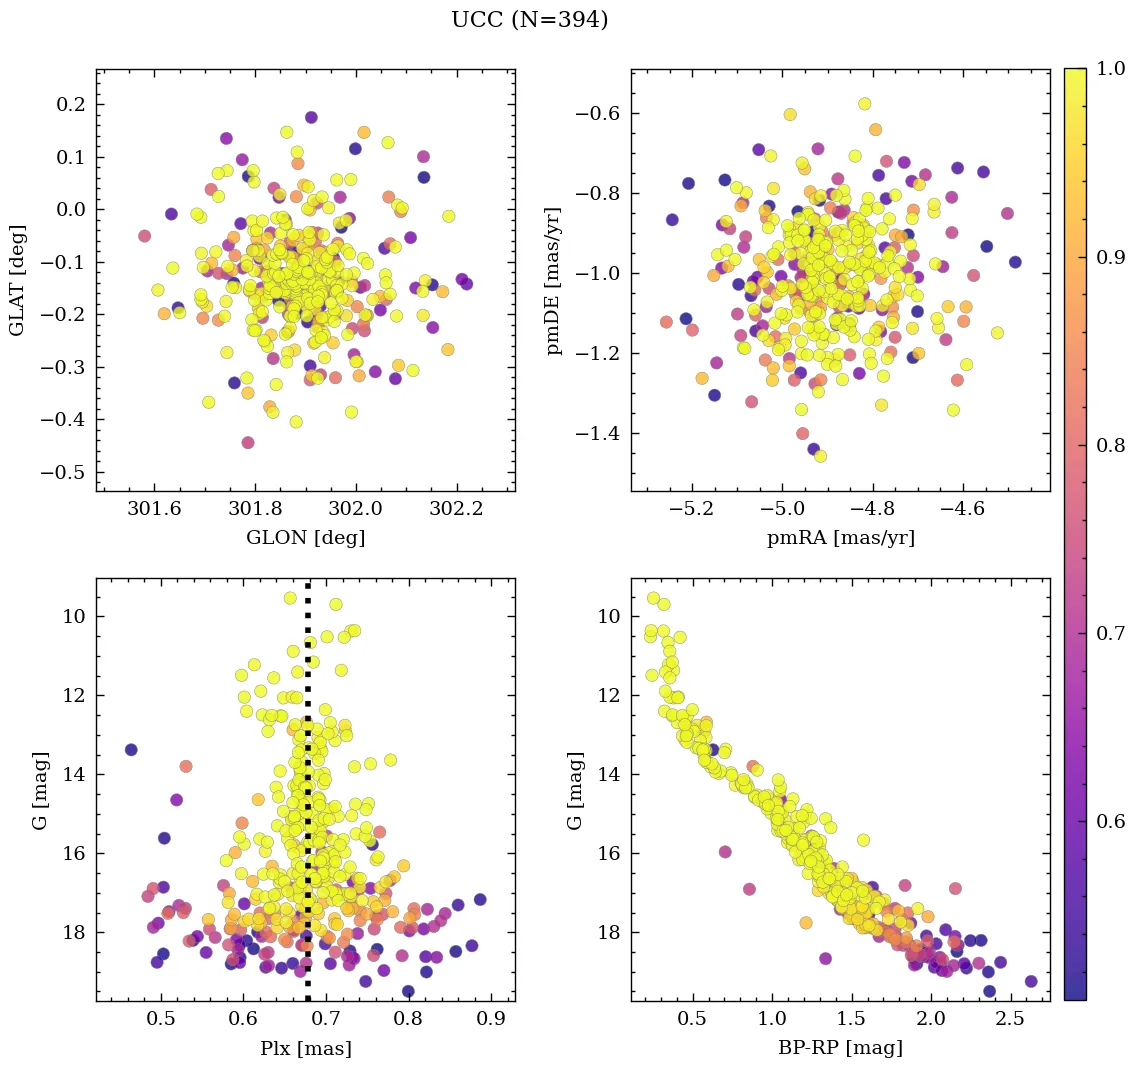 UCC (N=394)
0.2
0.1
0.0
−0.1
−0.2
−0.3
−0.4
−0.5
GLAT [deg]
301.6 301.8 302.0 302.2
GLON [deg]
−0.6
−0.8
−1.0
−1.2
−1.4
pmDE [mas/yr]
−5.2 −5.0 −4.8 −4.6
pmRA [mas/yr]
1.0
0.9
0.8
0.7
0.6
10
12
14
16
18
G [mag]
0.5 0.6 0.7 0.8 0.9
Plx [mas]
10
12
14
16
18
G [mag]
0.5 1.0 1.5 2.0 2.5
BP-RP [mag]